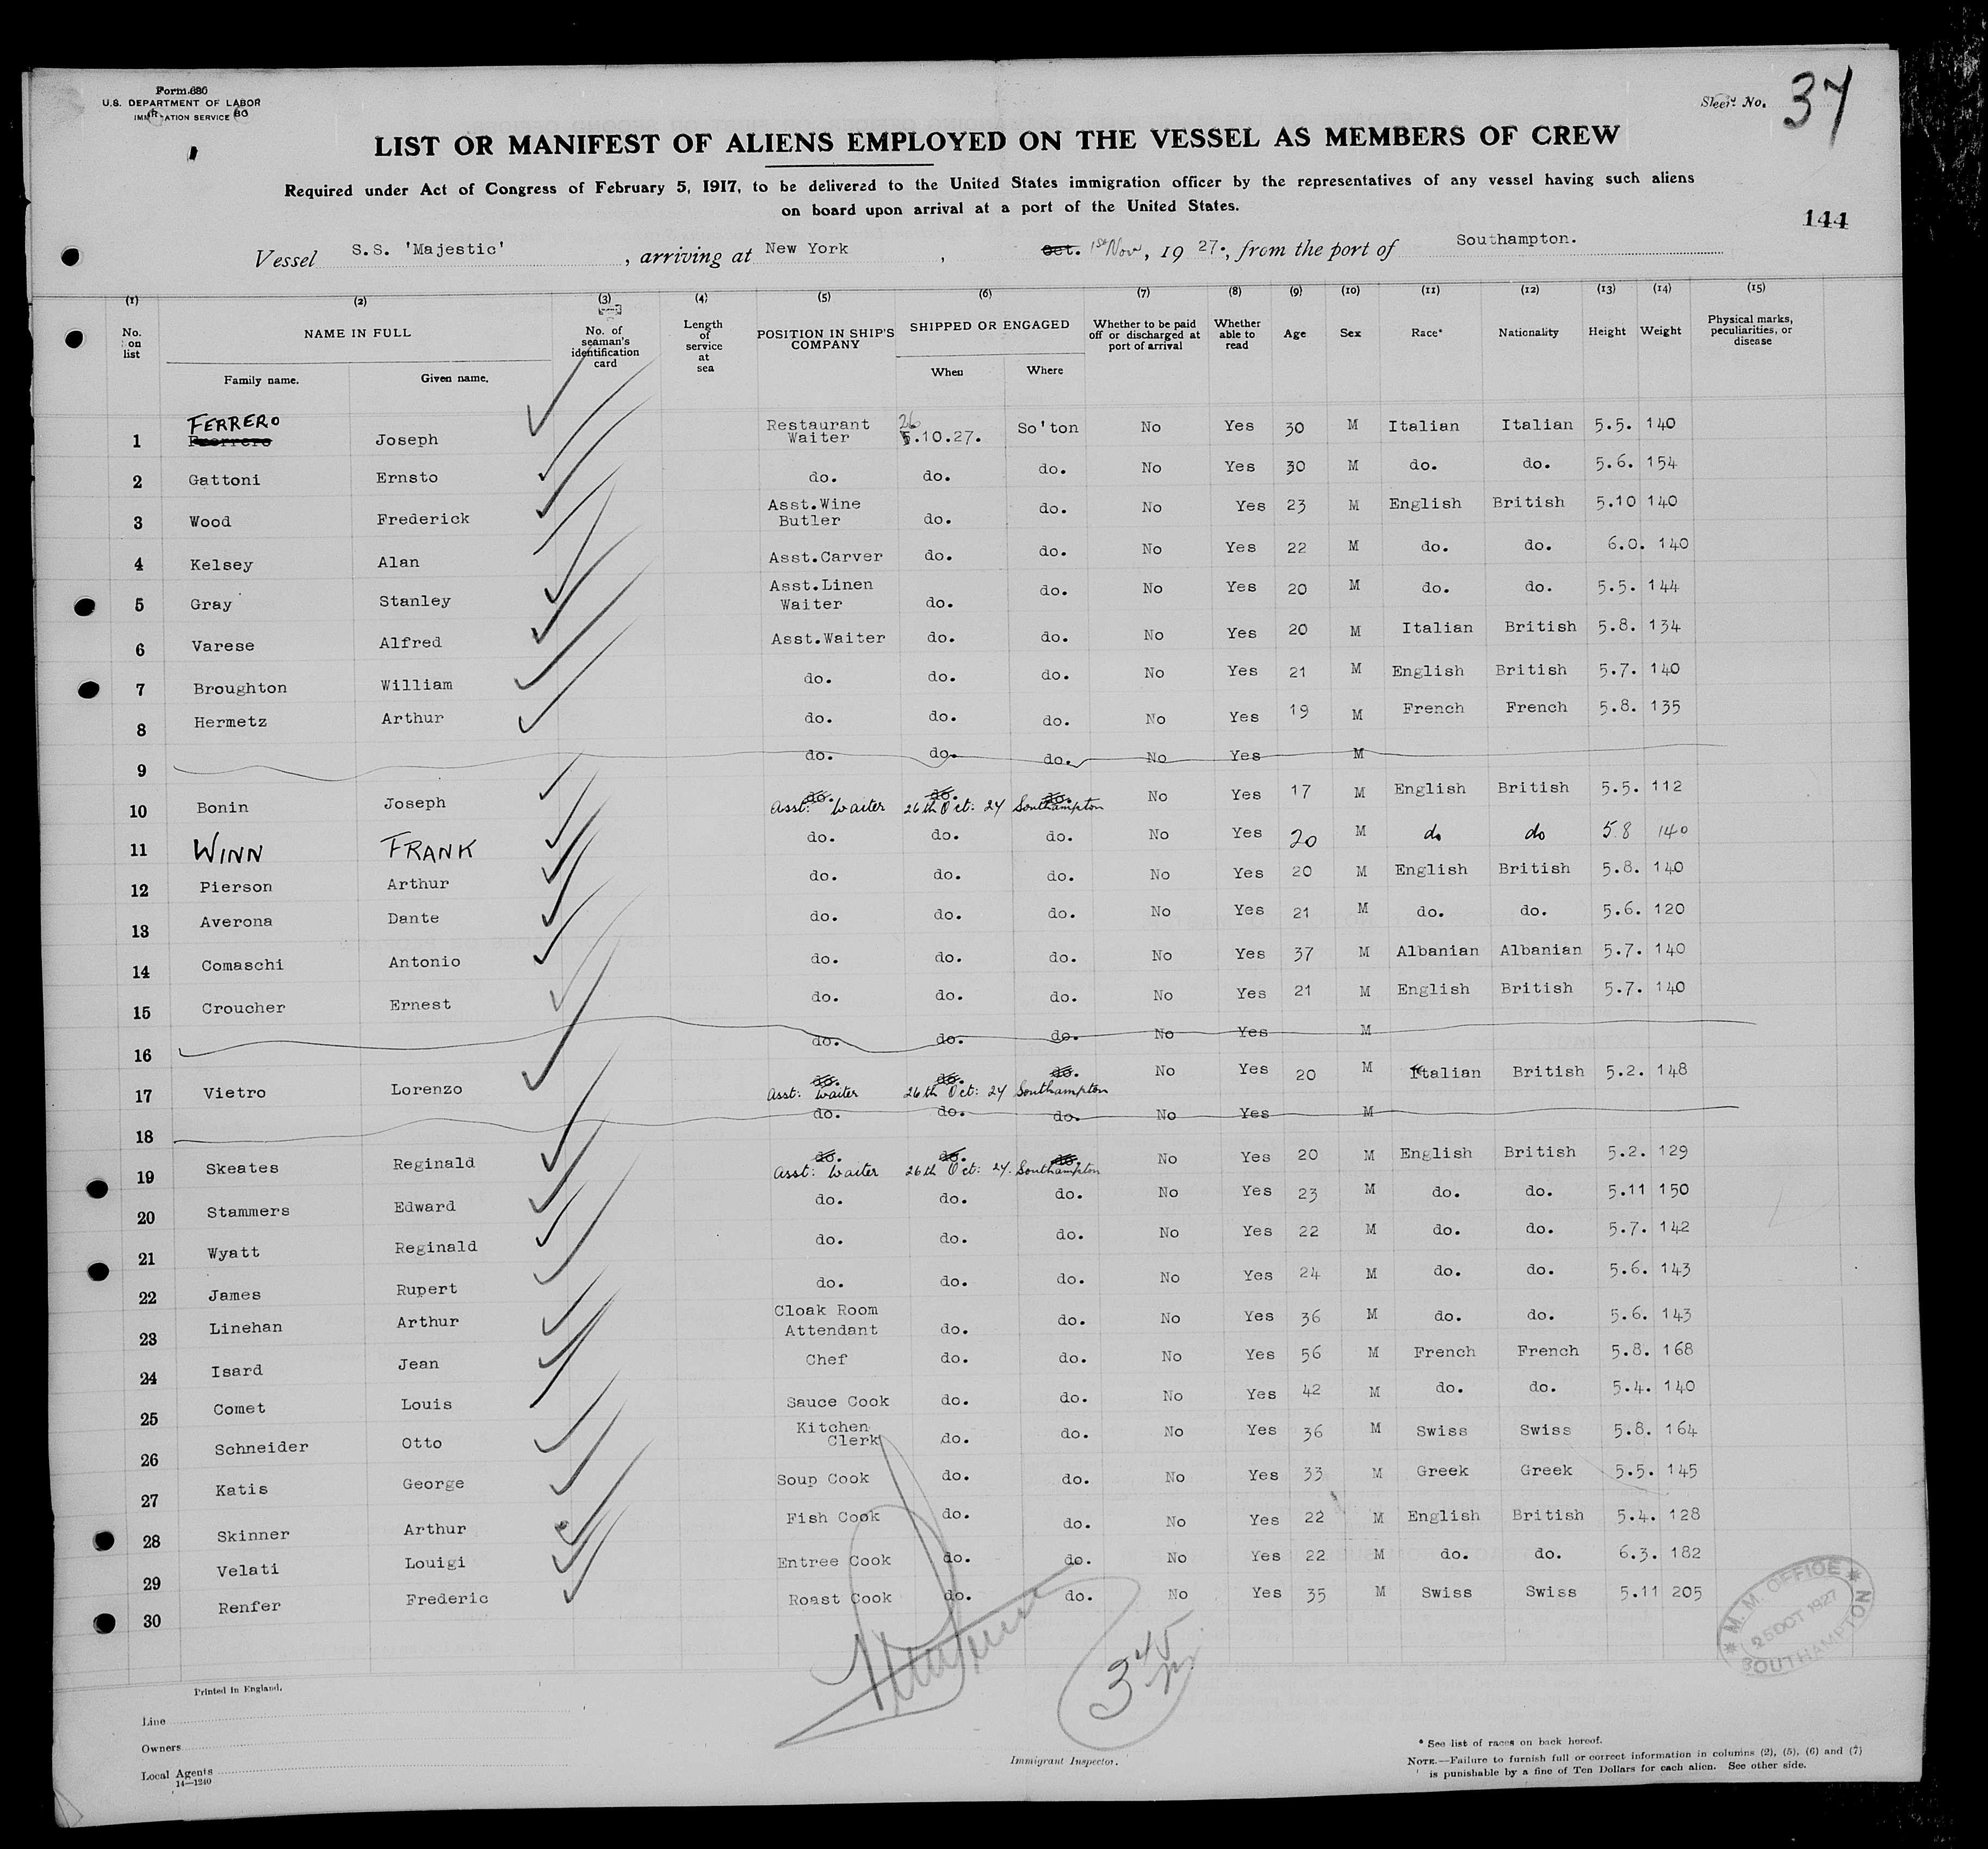 Form 680
U.S. DEPARTMENT OF LABOR
IMMIGRATION SERVICE
Sheet No. 37
LIST OR MANIFEST OF ALIENS EMPLOYED ON THE VESSEL AS MEMBERS OF CREW
Required under Act of Congress of February 5, 1917, to be delivered to the United States immigration officer by the representatives of any vessel having such aliens
on board upon arrival at a port of the United States.
144
Vessel S.S. 'Majestic', arriving at New York, Oct. 1st Nov, 1927., from the port of Southampton.
(1) (2) (3) (4) (5) (6) (7) (8) (9) (10) (11) (12) (13) (14) (15)
No. on list NAME IN FULL Family name. Given name. No. of seaman's identification card Length of service at sea POSITION IN SHIP'S COMPANY SHIPPED OR ENGAGED When Where Whether to be paid off or discharged at port of arrival Whether able to read Age Sex Race* Nationality Height Weight Physical marks, peculiarities, or disease
1 FERRERO Joseph Restaurant Waiter 26.10.27. So'ton No Yes 30 M Italian Italian 5.5. 140
2 Gattoni Ernsto do. do. do. No Yes 30 M do. do. 5.6. 154
3 Wood Frederick Asst.Wine Butler do. do. No Yes 23 M English British 5.10 140
4 Kelsey Alan Asst.Carver do. do. No Yes 22 M do. do. 6.0. 140
5 Gray Stanley Asst.Linen Waiter do. do. No Yes 20 M do. do. 5.5. 144
6 Varese Alfred Asst.Waiter do. do. No Yes 20 M Italian British 5.8. 134
7 Broughton William do. do. do. No Yes 21 M English British 5.7. 140
8 Hermetz Arthur do. do. do. No Yes 19 M French French 5.8. 135
9 do. do. do. No Yes M
10 Bonin Joseph do. do. do. Asst: Waiter 26th Oct: 27 Southampton No Yes 17 M English British 5.5. 112
11 WINN FRANK do. do. do. No Yes 20 M do do 5.8 140
12 Pierson Arthur do. do. do. No Yes 20 M English British 5.8. 140
13 Averona Dante do. do. do. No Yes 21 M do. do. 5.6. 120
14 Comaschi Antonio do. do. do. No Yes 37 M Albanian Albanian 5.7. 140
15 Croucher Ernest do. do. do. No Yes 21 M English British 5.7. 140
16 do. do. do. No Yes M
17 Vietro Lorenzo do. do. do. Asst: Waiter 26th Oct: 27 Southampton No Yes 20 M Italian British 5.2. 148
18 do. do. do. No Yes M
19 Skeates Reginald do. do. do. Asst: Waiter 26th Oct: 27. Southampton No Yes 20 M English British 5.2. 129
20 Stammers Edward do. do. do. No Yes 23 M do. do. 5.11 150
21 Wyatt Reginald do. do. do. No Yes 22 M do. do. 5.7. 142
22 James Rupert do. do. do. No Yes 24 M do. do. 5.6. 143
23 Linehan Arthur Cloak Room Attendant do. do. No Yes 36 M do. do. 5.6. 143
24 Isard Jean Chef do. do. No Yes 56 M French French 5.8. 168
25 Comet Louis Sauce Cook do. do. No Yes 42 M do. do. 5.4. 140
26 Schneider Otto Kitchen Clerk do. do. No Yes 36 M Swiss Swiss 5.8. 164
27 Katis George Soup Cook do. do. No Yes 33 M Greek Greek 5.5. 145
28 Skinner Arthur Fish Cook do. do. No Yes 22 M English British 5.4. 128
29 Velati Louigi Entree Cook do. do. No Yes 22 M do. do. 6.3. 182
30 Renfer Frederic Roast Cook do. do. No Yes 35 M Swiss Swiss 5.11 205
M. M. OFFICE
25 OCT 1927
SOUTHAMPTON
Printed in England.
Line
Owners
Local Agents
14—1240
Immigrant Inspector.
* See list of races on back hereof.
NOTE.—Failure to furnish full or correct information in columns (2), (5), (6) and (7)
is punishable by a fine of Ten Dollars for each alien. See other side.